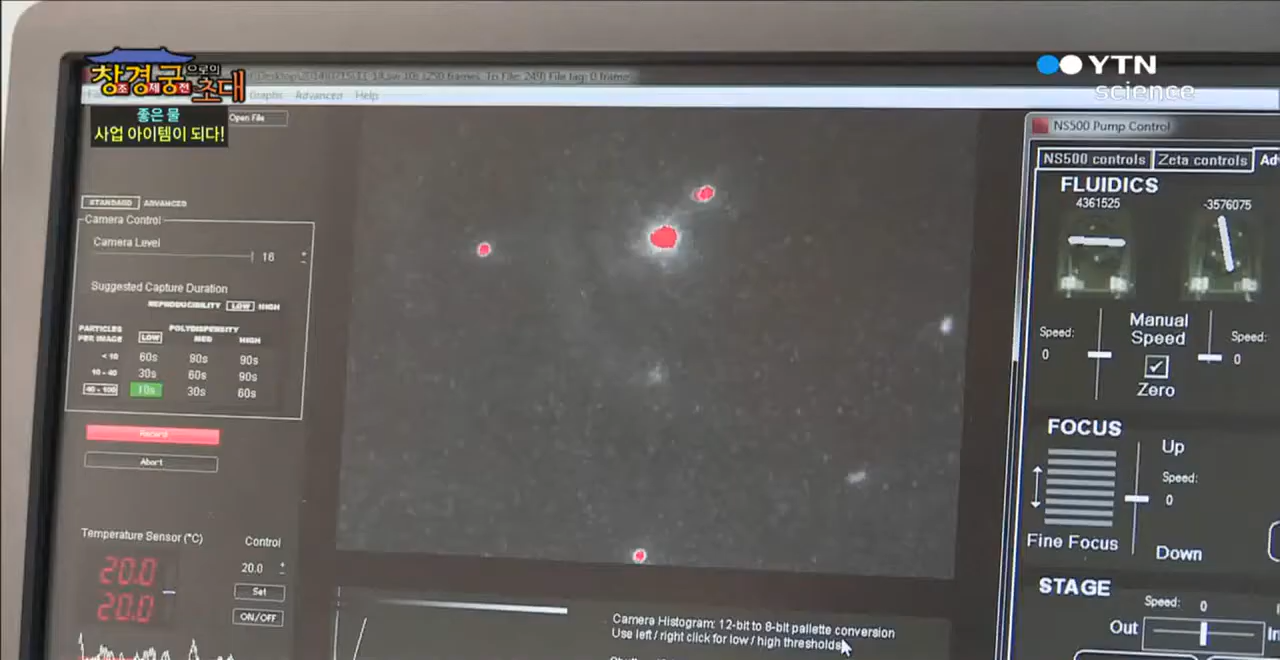 창경궁으로의 초대
조 제 전
YTN
science
좋은 물
사업 아이템이 되다!
Graphs Advanced Help
Open File
NS500 Pump Control
NS500 controls Zeta controls Ad
FLUIDICS
4361525 -3576075
STANDARD ADVANCED
Camera Control
Camera Level 16
Suggested Capture Duration
REPRODUCIBILITY LOW HIGH
PARTICLES PER IMAGE POLYDISPENSITY
LOW MED HIGH
< 10 60s 90s 90s
10 - 40 30s 60s 90s
40 - 100 10s 30s 60s
Record
Abort
Manual Speed
Speed: 0
Speed: 0
Zero
FOCUS
Up
Speed: 0
Fine Focus
Down
STAGE
Speed: 0
Out In
Temperature Sensor (°C) Control
20.0 20.0
20.0 Set
ON/OFF
Camera Histogram: 12-bit to 8-bit pallette conversion
Use left / right click for low / high thresholds